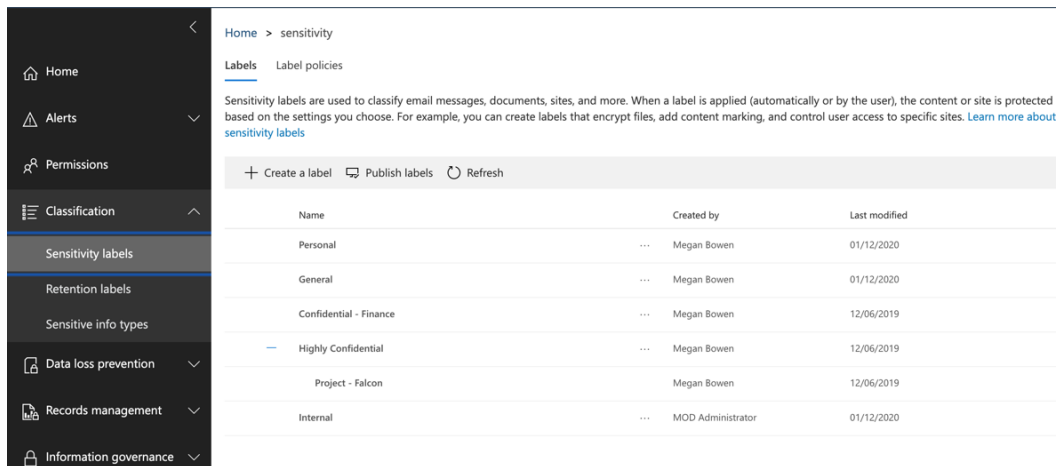 Home
Alerts
Permissions
Classification
Sensitivity labels
Retention labels
Sensitive info types
Data loss prevention
Records management
Information governance
Home > sensitivity
Labels Label policies
Sensitivity labels are used to classify email messages, documents, sites, and more. When a label is applied (automatically or by the user), the content or site is protected
based on the settings you choose. For example, you can create labels that encrypt files, add content marking, and control user access to specific sites. Learn more about
sensitivity labels
+ Create a label Publish labels Refresh
Name Created by Last modified
Personal ... Megan Bowen 01/12/2020
General ... Megan Bowen 01/12/2020
Confidential - Finance ... Megan Bowen 12/06/2019
Highly Confidential ... Megan Bowen 12/06/2019
Project - Falcon Megan Bowen 12/06/2019
Internal ... MOD Administrator 01/12/2020